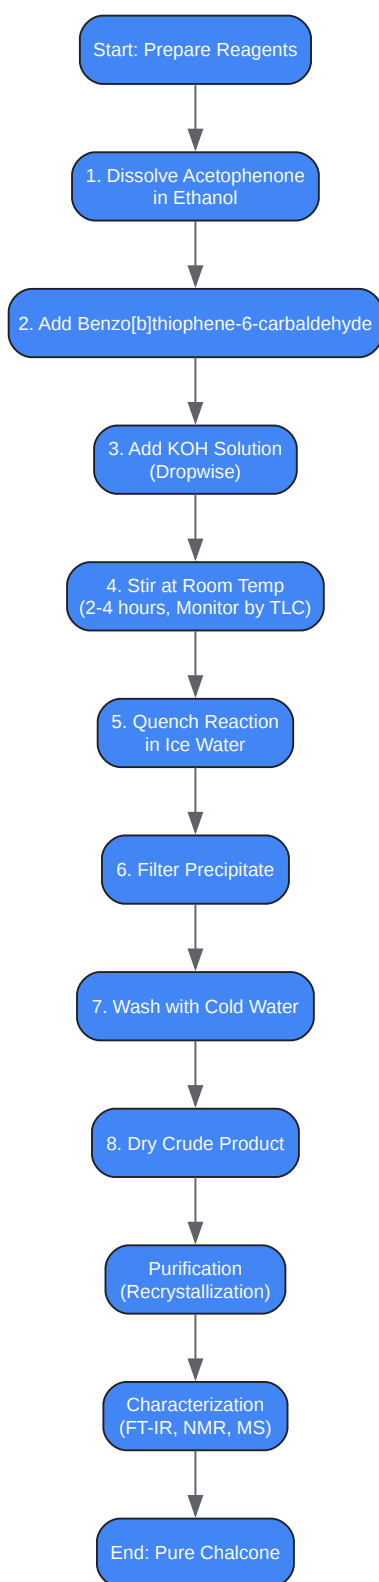 Start: Prepare Reagents
1. Dissolve Acetophenone
in Ethanol
2. Add Benzo[b]thiophene-6-carbaldehyde
3. Add KOH Solution
(Dropwise)
4. Stir at Room Temp
(2-4 hours, Monitor by TLC)
5. Quench Reaction
in Ice Water
6. Filter Precipitate
7. Wash with Cold Water
8. Dry Crude Product
Purification
(Recrystallization)
Characterization
(FT-IR, NMR, MS)
End: Pure Chalcone